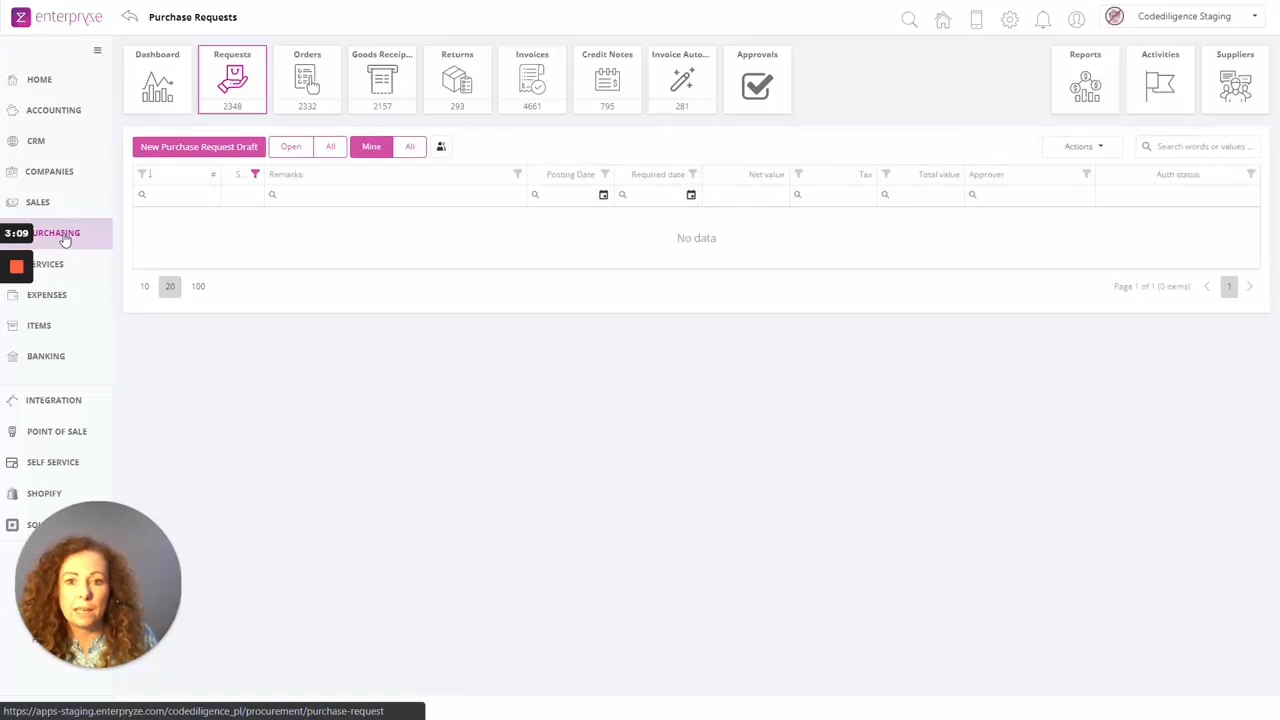 enterpryze
Purchase Requests
Codediligence Staging
HOME
ACCOUNTING
CRM
COMPANIES
SALES
3:09
URCHASING
ERVICES
EXPENSES
ITEMS
BANKING
INTEGRATION
POINT OF SALE
SELF SERVICE
SHOPIFY
Dashboard
Requests
2348
Orders
2332
Goods Receip...
2157
Returns
293
Invoices
4661
Credit Notes
795
Invoice Auto...
281
Approvals
Reports
Activities
Suppliers
New Purchase Request Draft
Open
All
Mine
All
Actions
Search words or values ...
#
S...
Remarks
Posting Date
Required date
Net value
Tax
Total value
Approver
Auth status
No data
10
20
100
Page 1 of 1 (0 items)
1
https://apps-staging.enterpryze.com/codediligence_pl/procurement/purchase-request